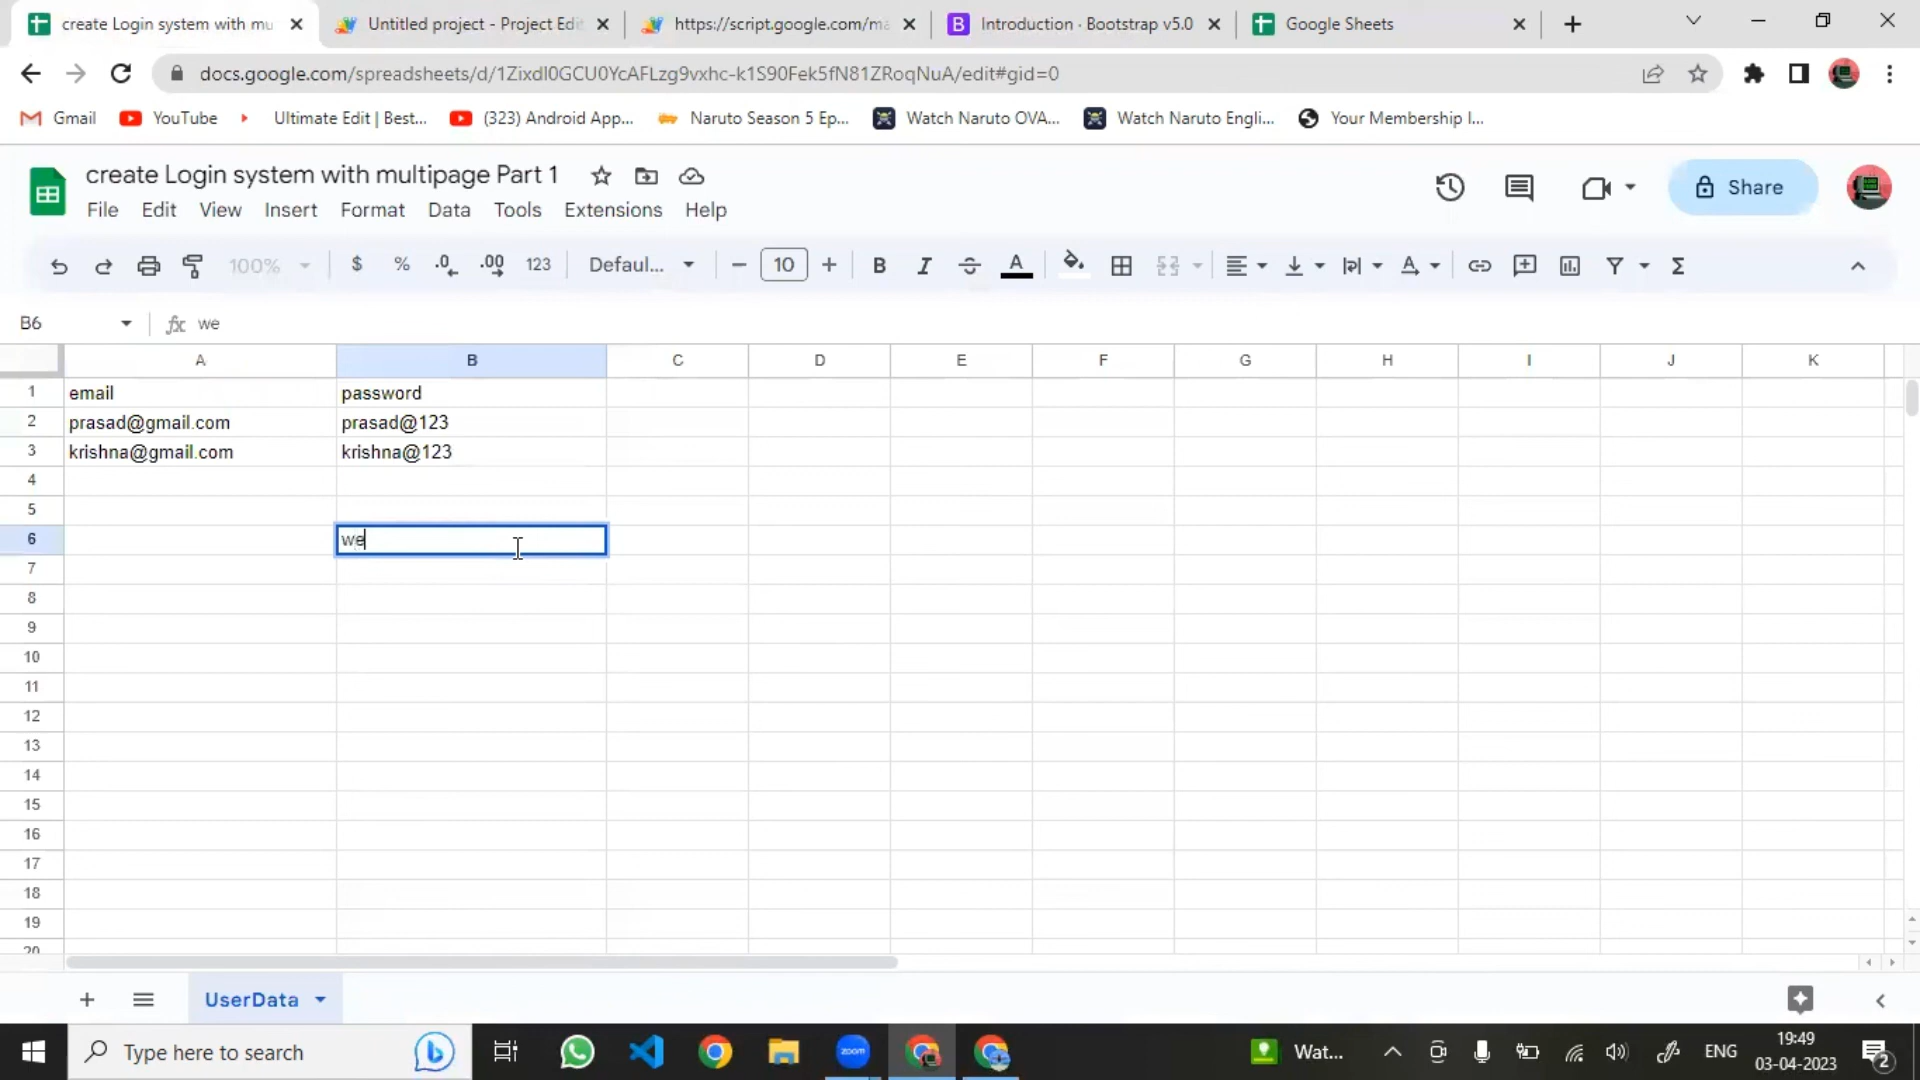 create Login system with mu
Untitled project - Project Edi
https://script.google.com/ma
Introduction · Bootstrap v5.0
Google Sheets
docs.google.com/spreadsheets/d/1ZixdI0GCU0YcAFLzg9vxhc-k1S90Fek5fN81ZRoqNuA/edit#gid=0
Gmail
YouTube
Ultimate Edit | Best...
(323) Android App...
Naruto Season 5 Ep...
Watch Naruto OVA...
Watch Naruto Engli...
Your Membership I...
create Login system with multipage Part 1
Share
File Edit View Insert Format Data Tools Extensions Help
100% $ % .0 .00 123 Defaul... 10 B I A
B6 fx we
A B C D E F G H I J K
1 email password
2 prasad@gmail.com prasad@123
3 krishna@gmail.com krishna@123
4
5
6 we
7
8
9
10
11
12
13
14
15
16
17
18
19
20
UserData
Type here to search
zoom
Wat...
ENG
19:49
03-04-2023
2